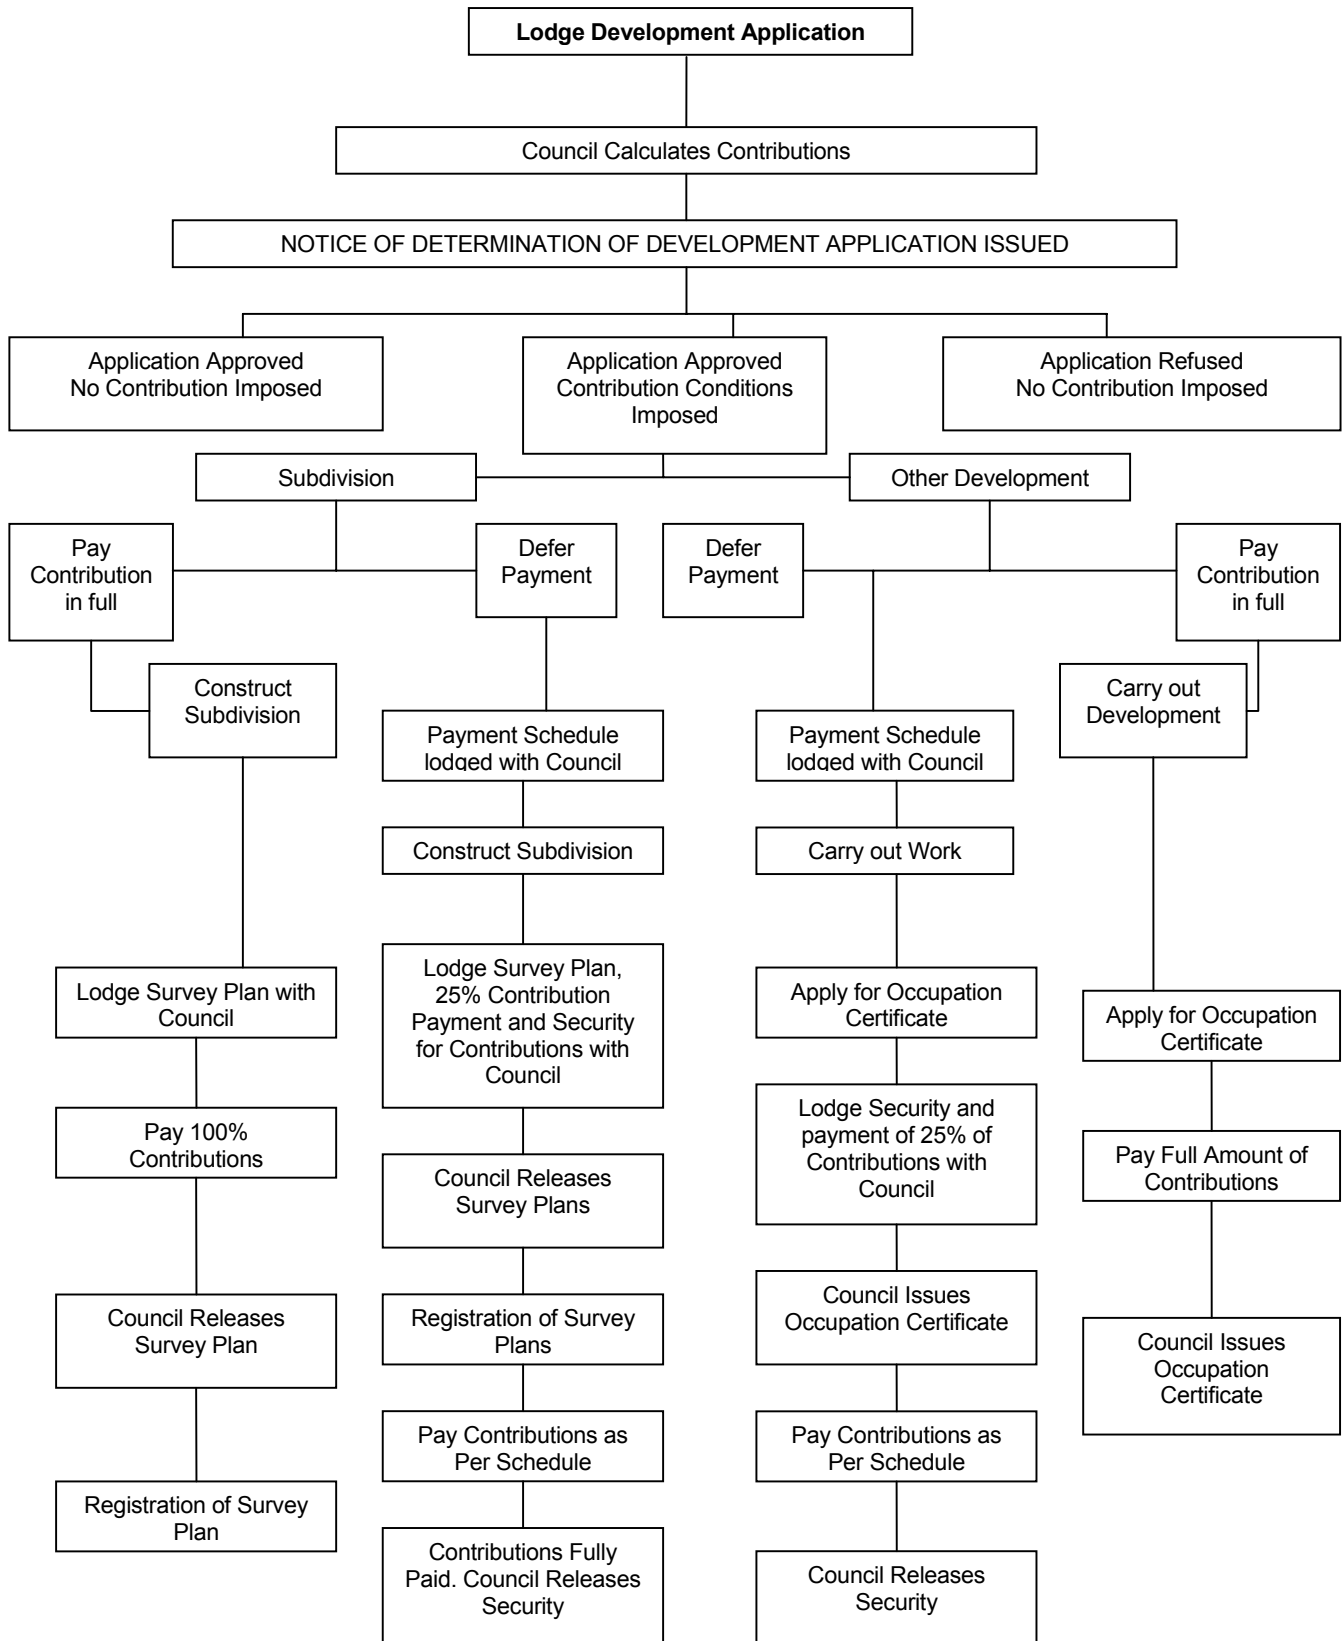 Lodge Development Application
Council Calculates Contributions
NOTICE OF DETERMINATION OF DEVELOPMENT APPLICATION ISSUED
Application Approved
No Contribution Imposed
Application Approved
Contribution Conditions
Imposed
Application Refused
No Contribution Imposed
Subdivision
Other Development
Pay
Contribution
in full
Defer
Payment
Defer
Payment
Pay
Contribution
in full
Construct
Subdivision
Payment Schedule
lodged with Council
Payment Schedule
lodged with Council
Carry out
Development
Construct Subdivision
Carry out Work
Lodge Survey Plan with
Council
Lodge Survey Plan,
25% Contribution
Payment and Security
for Contributions with
Council
Apply for Occupation
Certificate
Apply for Occupation
Certificate
Pay 100%
Contributions
Council Releases
Survey Plans
Lodge Security and
payment of 25% of
Contributions with
Council
Pay Full Amount of
Contributions
Council Releases
Survey Plan
Registration of Survey
Plans
Council Issues
Occupation Certificate
Council Issues
Occupation
Certificate
Pay Contributions as
Per Schedule
Pay Contributions as
Per Schedule
Registration of Survey
Plan
Contributions Fully
Paid. Council Releases
Security
Council Releases
Security